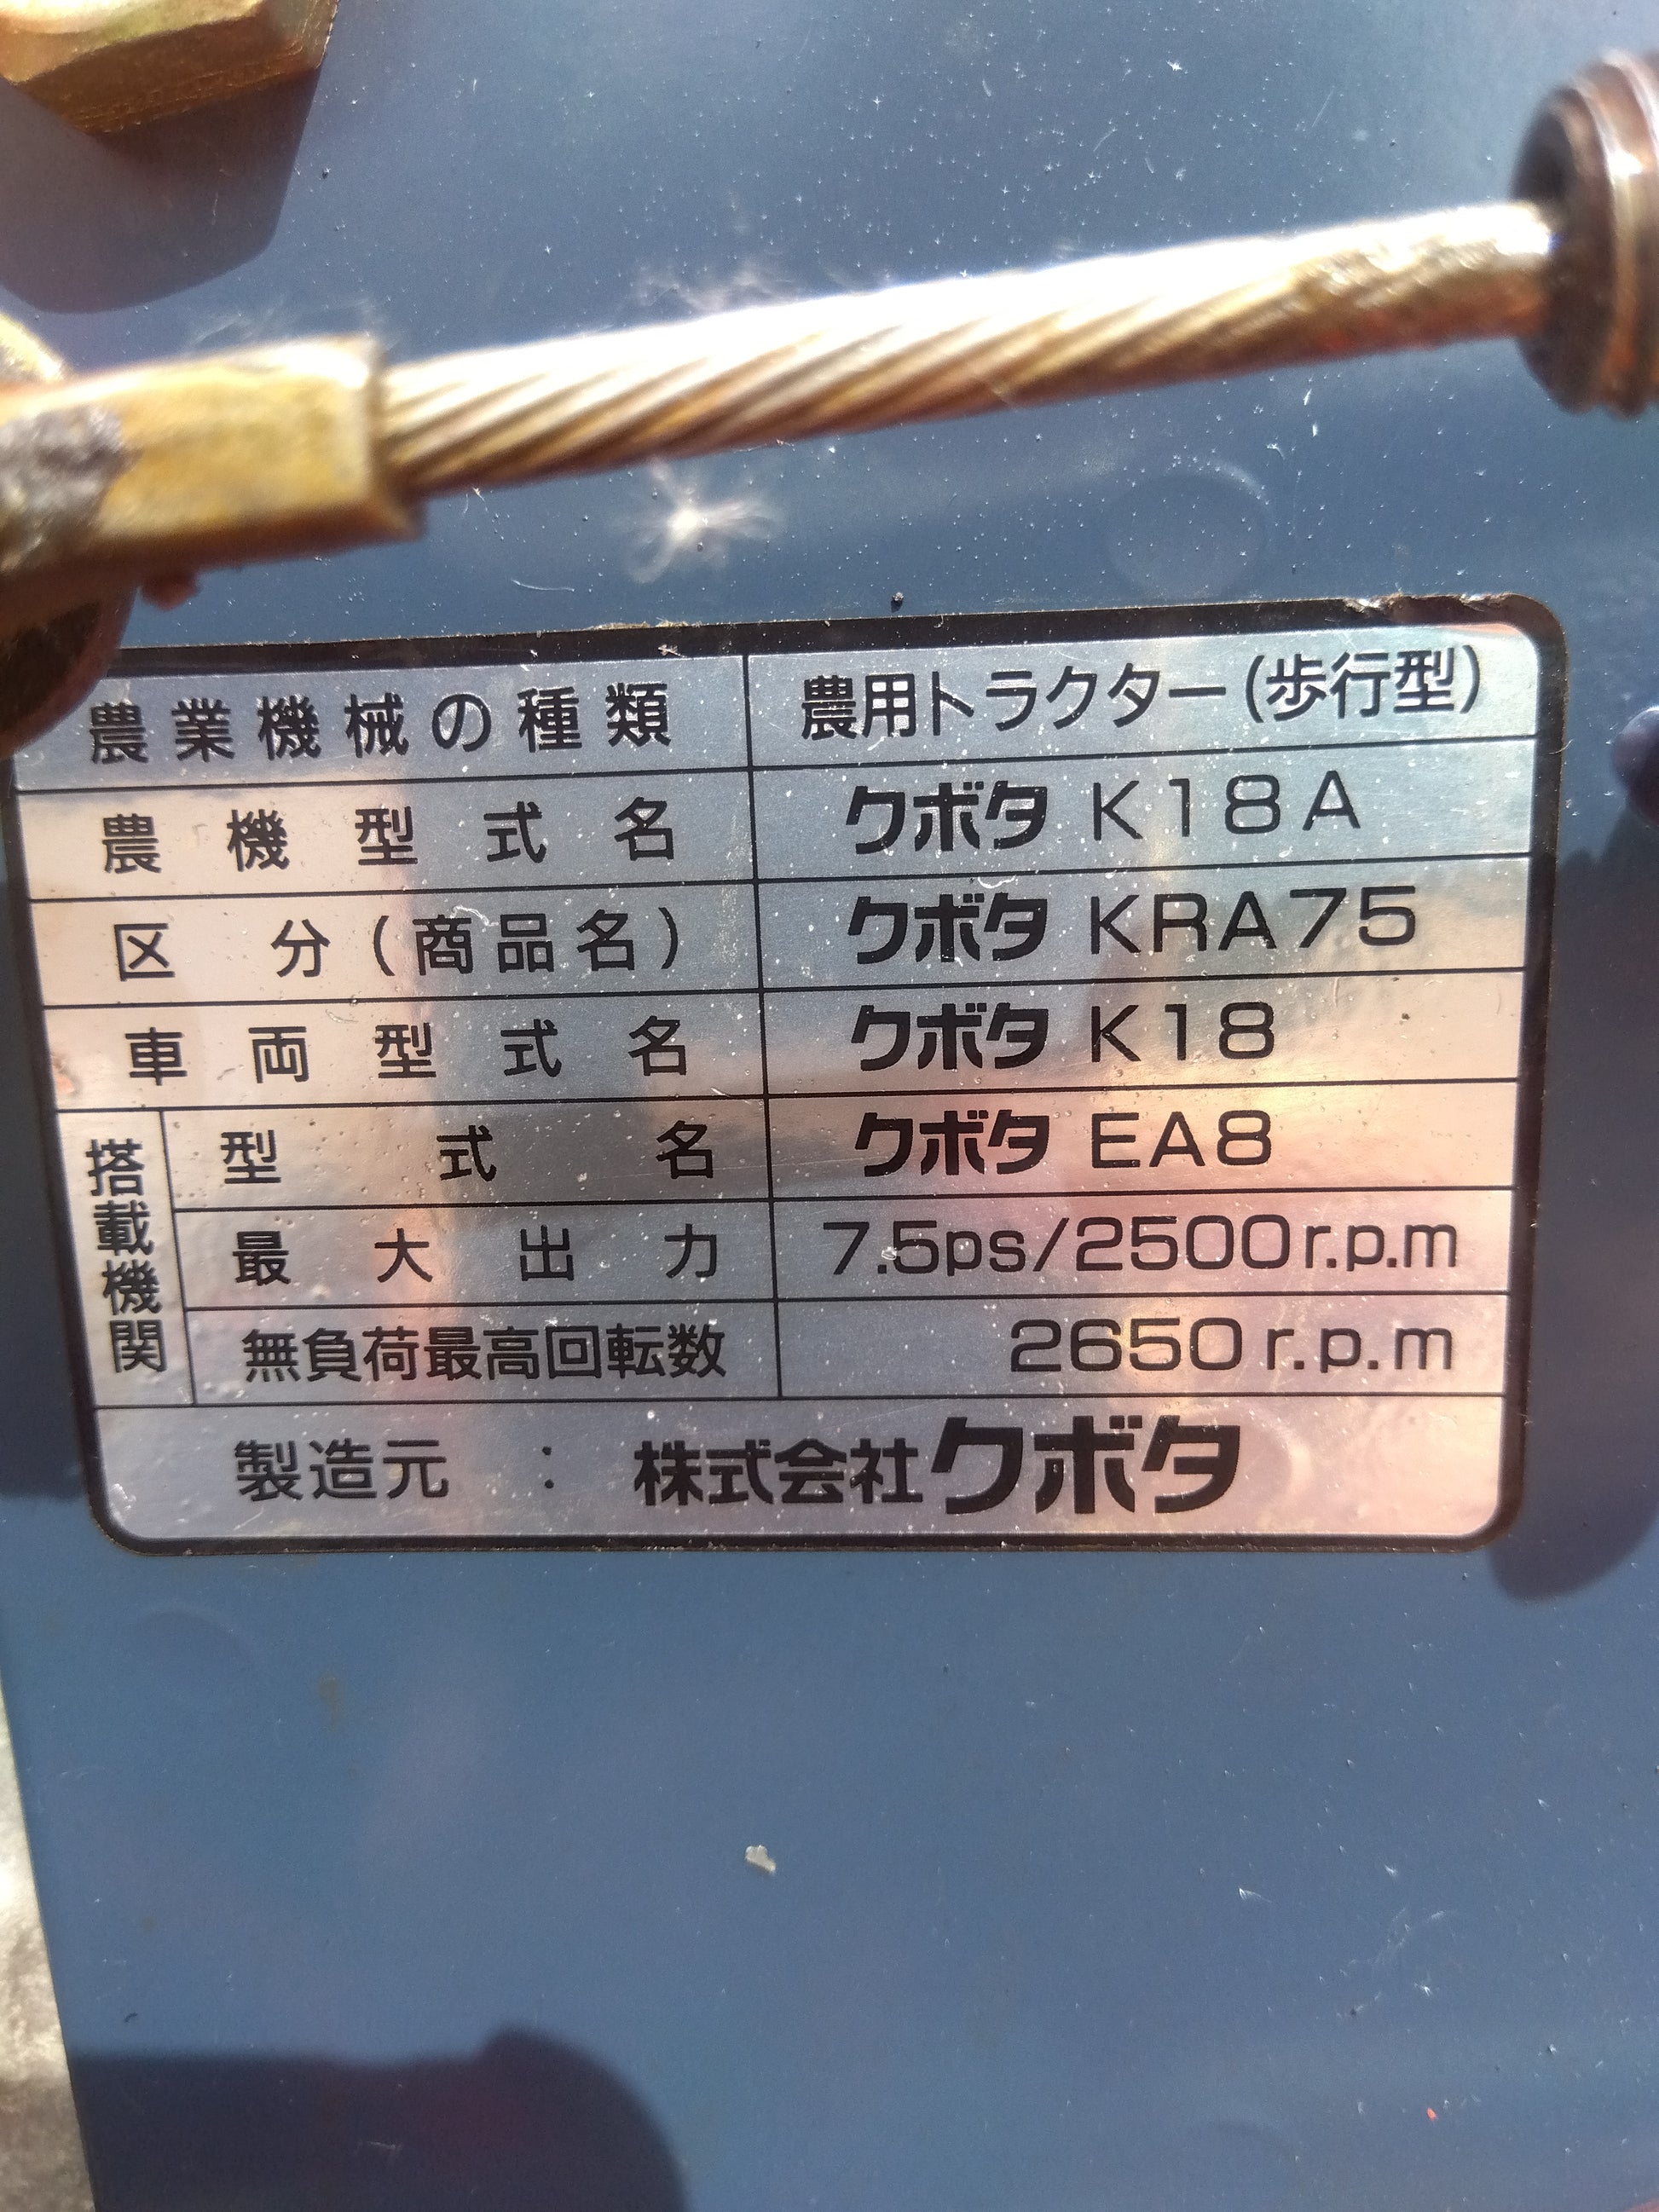 農業機械の種類 農用トラクター(歩行型)
農機型式名 クボタ K18A
区分(商品名) クボタ KRA75
車両型式名 クボタ K18
搭載機関
型式名 クボタ EA8
最大出力 7.5ps/2500r.p.m
無負荷最高回転数 2650r.p.m
製造元 : 株式会社クボタ